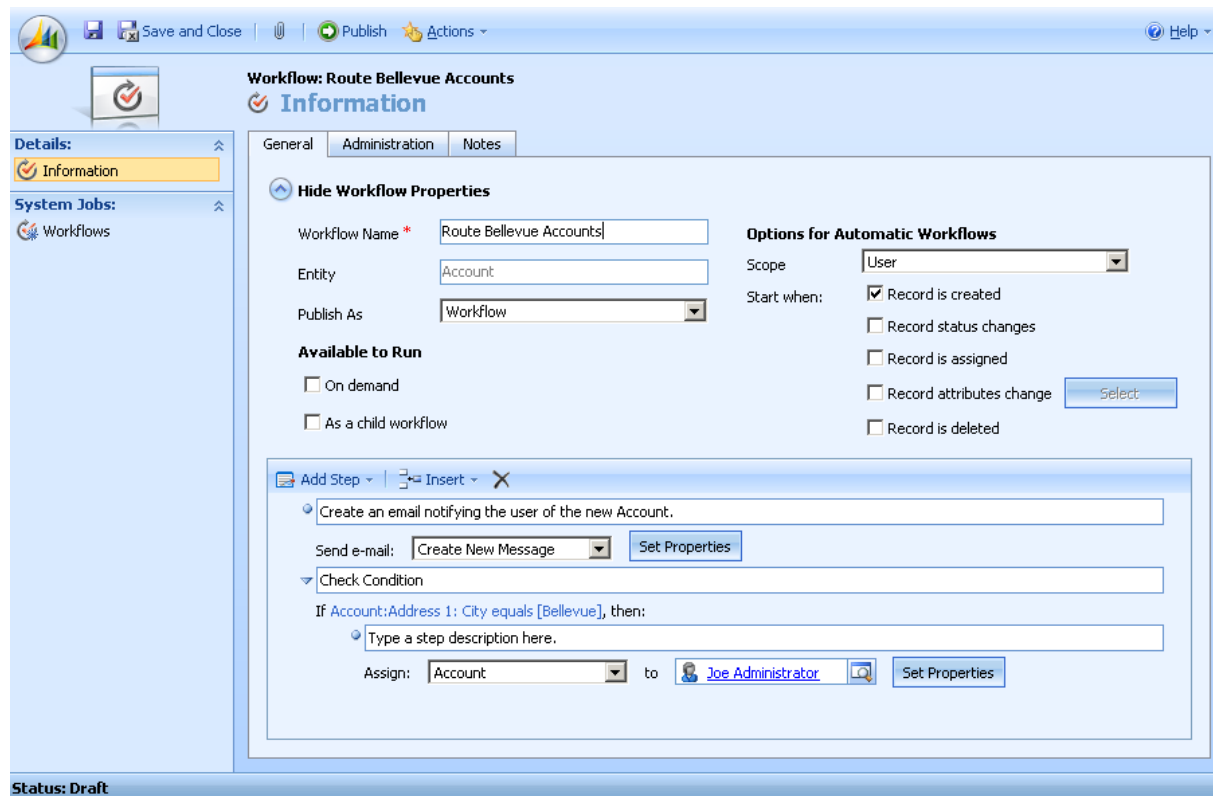 Save and Close
Publish
Actions
Help
Workflow: Route Bellevue Accounts
Information
Details:
Information
System Jobs:
Workflows
General
Administration
Notes
Hide Workflow Properties
Workflow Name *
Route Bellevue Accounts
Entity
Account
Publish As
Workflow
Available to Run
On demand
As a child workflow
Options for Automatic Workflows
Scope
User
Start when:
Record is created
Record status changes
Record is assigned
Record attributes change
Select
Record is deleted
Add Step
Insert
Create an email notifying the user of the new Account.
Send e-mail:
Create New Message
Set Properties
Check Condition
If Account:Address 1: City equals [Bellevue], then:
Type a step description here.
Assign:
Account
to
Joe Administrator
Set Properties
Status: Draft